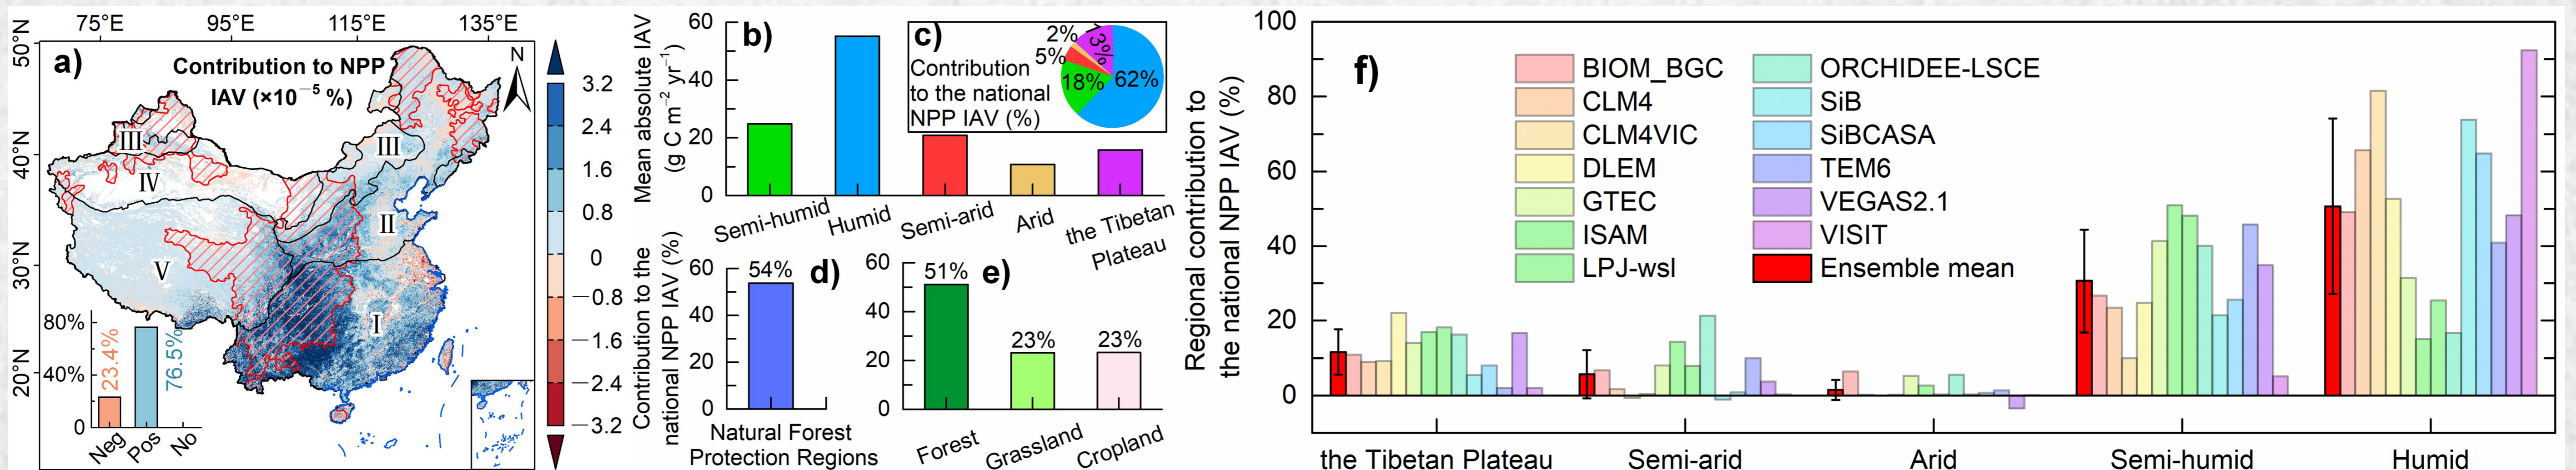 75°E 95°E 115°E 135°E
50°N
40°N
30°N
20°N
a)
Contribution to NPP
IAV (×10⁻⁵ %)
N
III
III
IV
II
V
I
80%
40%
0
23.4%
76.5%
Neg
Pos
No
3.2
2.4
1.6
0.8
0
−0.8
−1.6
−2.4
−3.2
b)
Mean absolute IAV
(g C m⁻² yr⁻¹)
60
40
20
0
Semi-humid
Humid
Semi-arid
Arid
the Tibetan
Plateau
c)
Contribution
to the national
NPP IAV (%)
2%
5%
18%
13%
62%
Contribution to the
national NPP IAV (%)
60
40
20
0
54%
d)
Natural Forest
Protection Regions
60
40
20
0
51%
23%
23%
e)
Forest
Grassland
Cropland
Regional contribution to
the national NPP IAV (%)
100
80
60
40
20
0
f)
BIOM_BGC
CLM4
CLM4VIC
DLEM
GTEC
ISAM
LPJ-wsl
ORCHIDEE-LSCE
SiB
SiBCASA
TEM6
VEGAS2.1
VISIT
Ensemble mean
the Tibetan Plateau
Semi-arid
Arid
Semi-humid
Humid